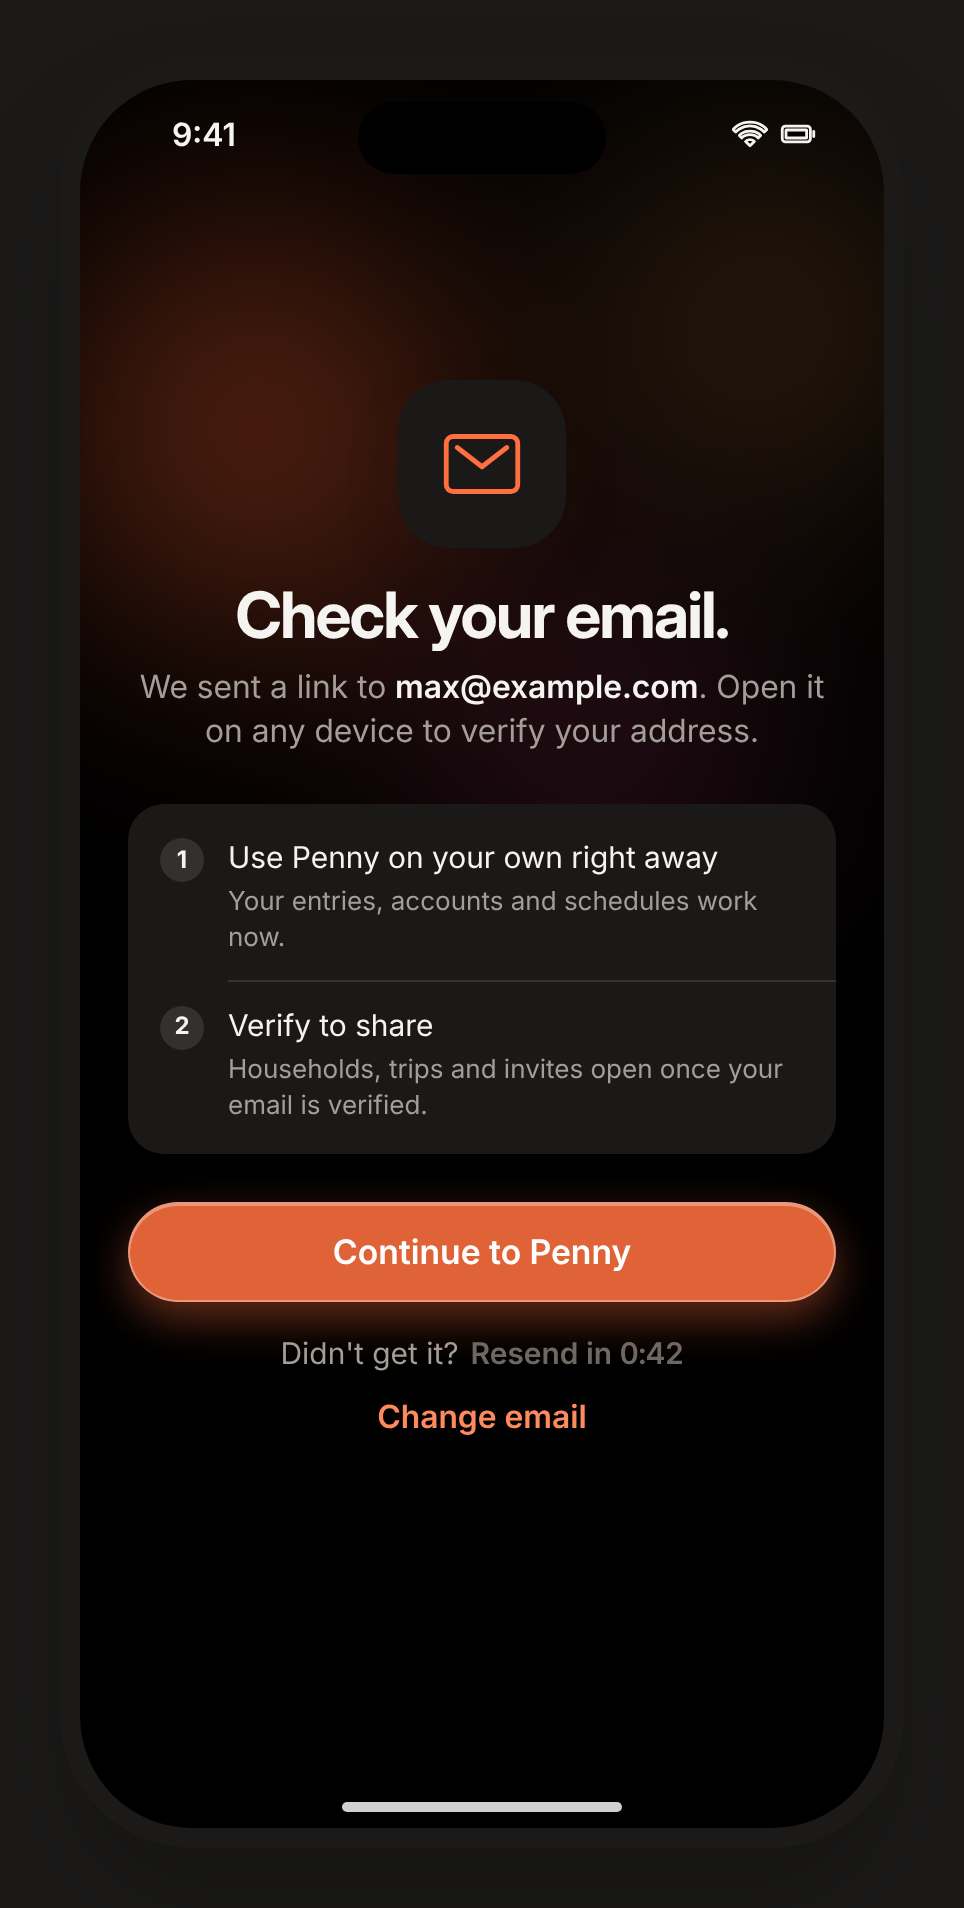 9:41
Check your email.
We sent a link to max@example.com. Open it
on any device to verify your address.
1
Use Penny on your own right away
Your entries, accounts and schedules work
now.
2
Verify to share
Households, trips and invites open once your
email is verified.
Continue to Penny
Didn't get it? Resend in 0:42
Change email